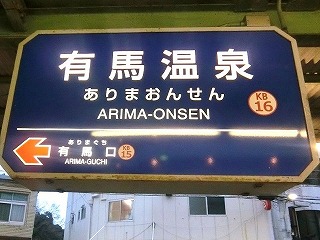 有馬温泉
ありまおんせん
ARIMA-ONSEN
KB
16
ありまぐち
有馬口
ARIMA-GUCHI
KB
15